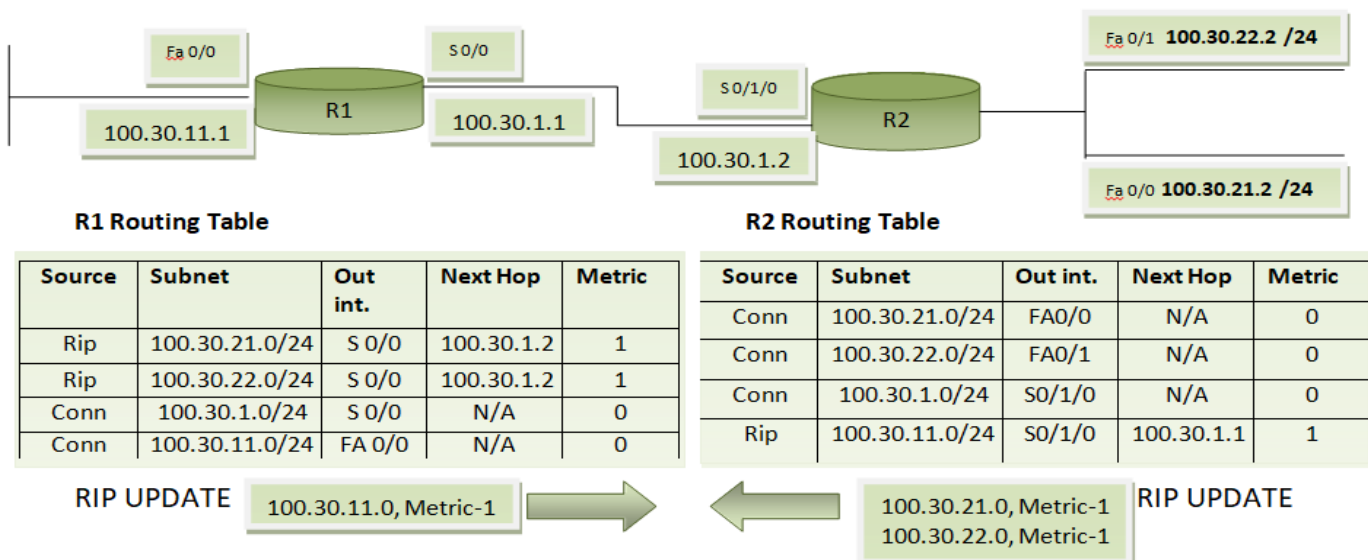 Fa 0/0
S 0/0
Fa 0/1 100.30.22.2 /24
S 0/1/0
R1
R2
100.30.11.1
100.30.1.1
100.30.1.2
Fa 0/0 100.30.21.2 /24
R1 Routing Table
R2 Routing Table
Source Subnet Out int. Next Hop Metric
Rip 100.30.21.0/24 S 0/0 100.30.1.2 1
Rip 100.30.22.0/24 S 0/0 100.30.1.2 1
Conn 100.30.1.0/24 S 0/0 N/A 0
Conn 100.30.11.0/24 FA 0/0 N/A 0
Source Subnet Out int. Next Hop Metric
Conn 100.30.21.0/24 FA0/0 N/A 0
Conn 100.30.22.0/24 FA0/1 N/A 0
Conn 100.30.1.0/24 S0/1/0 N/A 0
Rip 100.30.11.0/24 S0/1/0 100.30.1.1 1
RIP UPDATE
100.30.11.0, Metric-1
100.30.21.0, Metric-1
100.30.22.0, Metric-1
RIP UPDATE